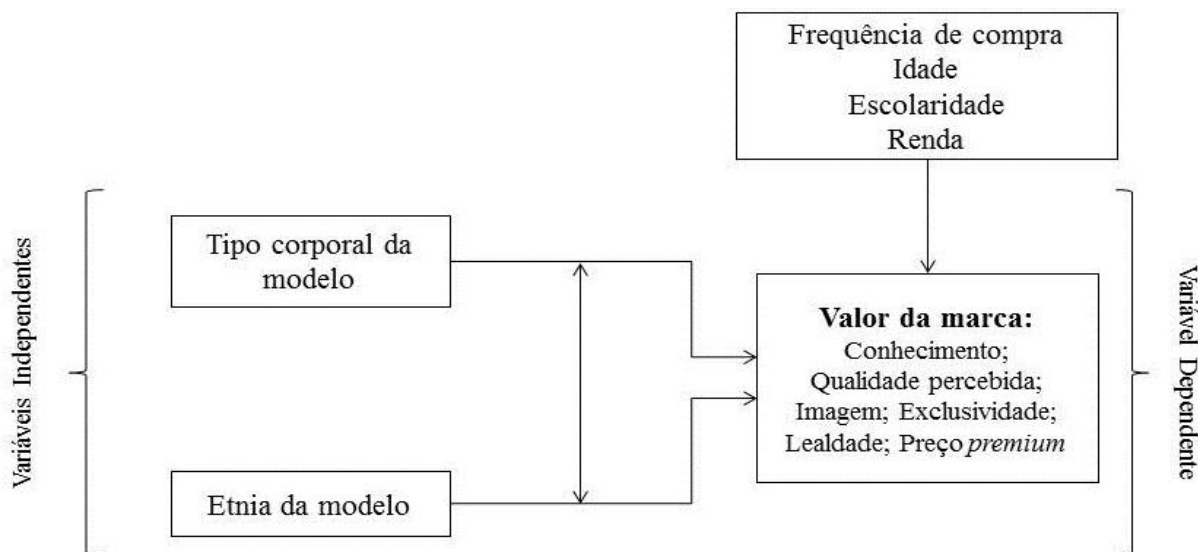 Frequência de compra
Idade
Escolaridade
Renda
Variáveis Independentes
Tipo corporal da
modelo
Etnia da modelo
Valor da marca:
Conhecimento;
Qualidade percebida;
Imagem; Exclusividade;
Lealdade; Preço premium
Variável Dependente